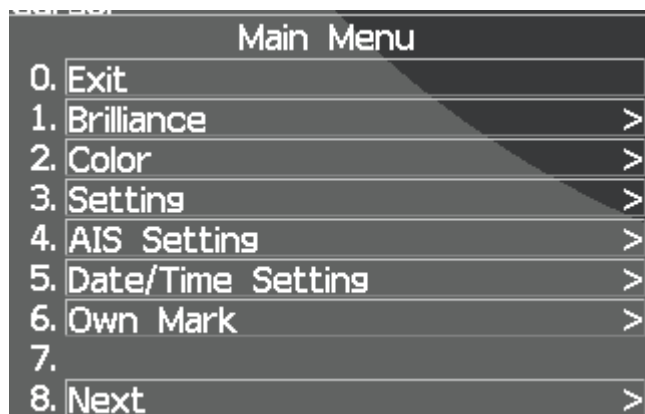 Main Menu
0. Exit
1. Brilliance >
2. Color >
3. Setting >
4. AIS Setting >
5. Date/Time Setting >
6. Own Mark >
7.
8. Next >